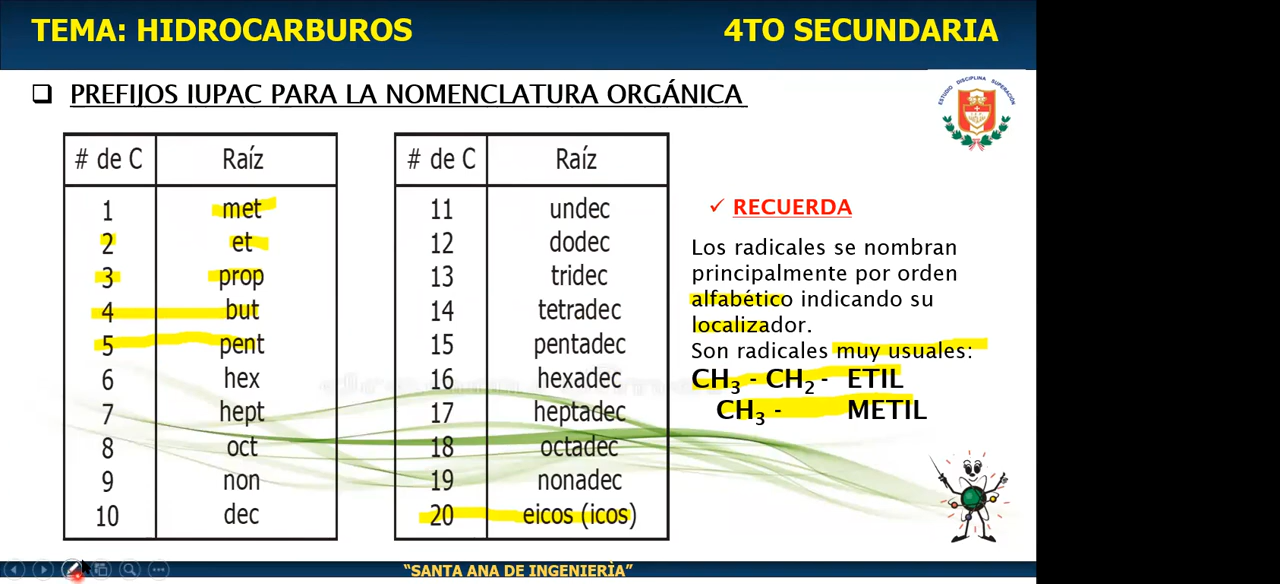 TEMA: HIDROCARBUROS
4TO SECUNDARIA
PREFIJOS IUPAC PARA LA NOMENCLATURA ORGÁNICA
ESTUDIO DISCIPLINA SUPERACIÓN
# de C Raíz
1 met
2 et
3 prop
4 but
5 pent
6 hex
7 hept
8 oct
9 non
10 dec
# de C Raíz
11 undec
12 dodec
13 tridec
14 tetradec
15 pentadec
16 hexadec
17 heptadec
18 octadec
19 nonadec
20 eicos (icos)
✓ RECUERDA
Los radicales se nombran
principalmente por orden
alfabético indicando su
localizador.
Son radicales muy usuales:
CH₃ - CH₂ - ETIL
CH₃ - METIL
“SANTA ANA DE INGENIERÌA”